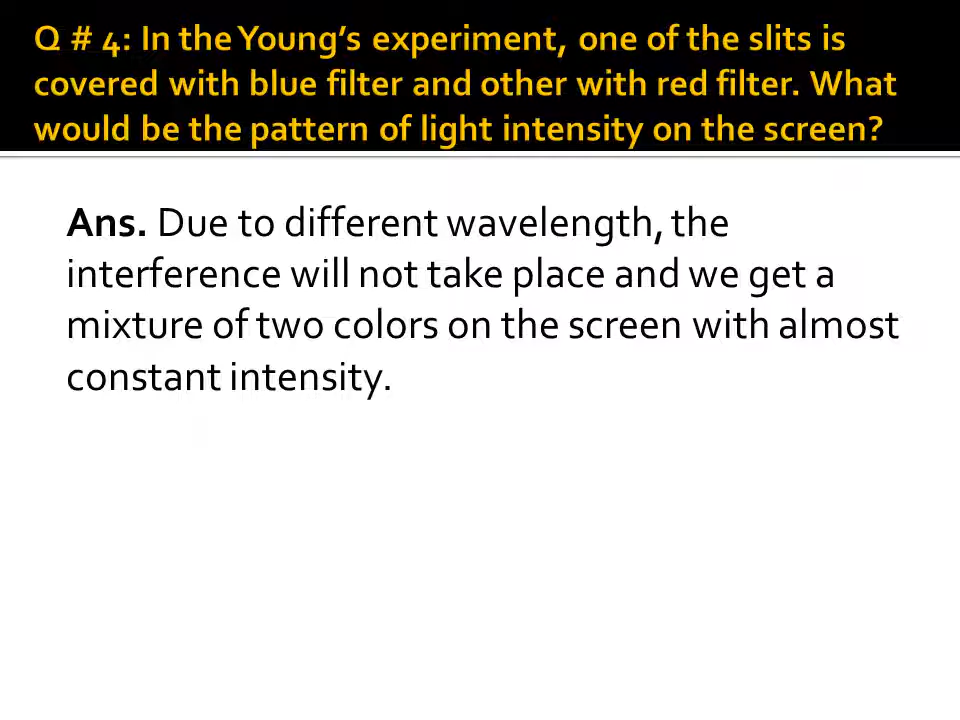 Q # 4: In the Young’s experiment, one of the slits is
covered with blue filter and other with red filter. What
would be the pattern of light intensity on the screen?
Ans. Due to different wavelength, the
interference will not take place and we get a
mixture of two colors on the screen with almost
constant intensity.